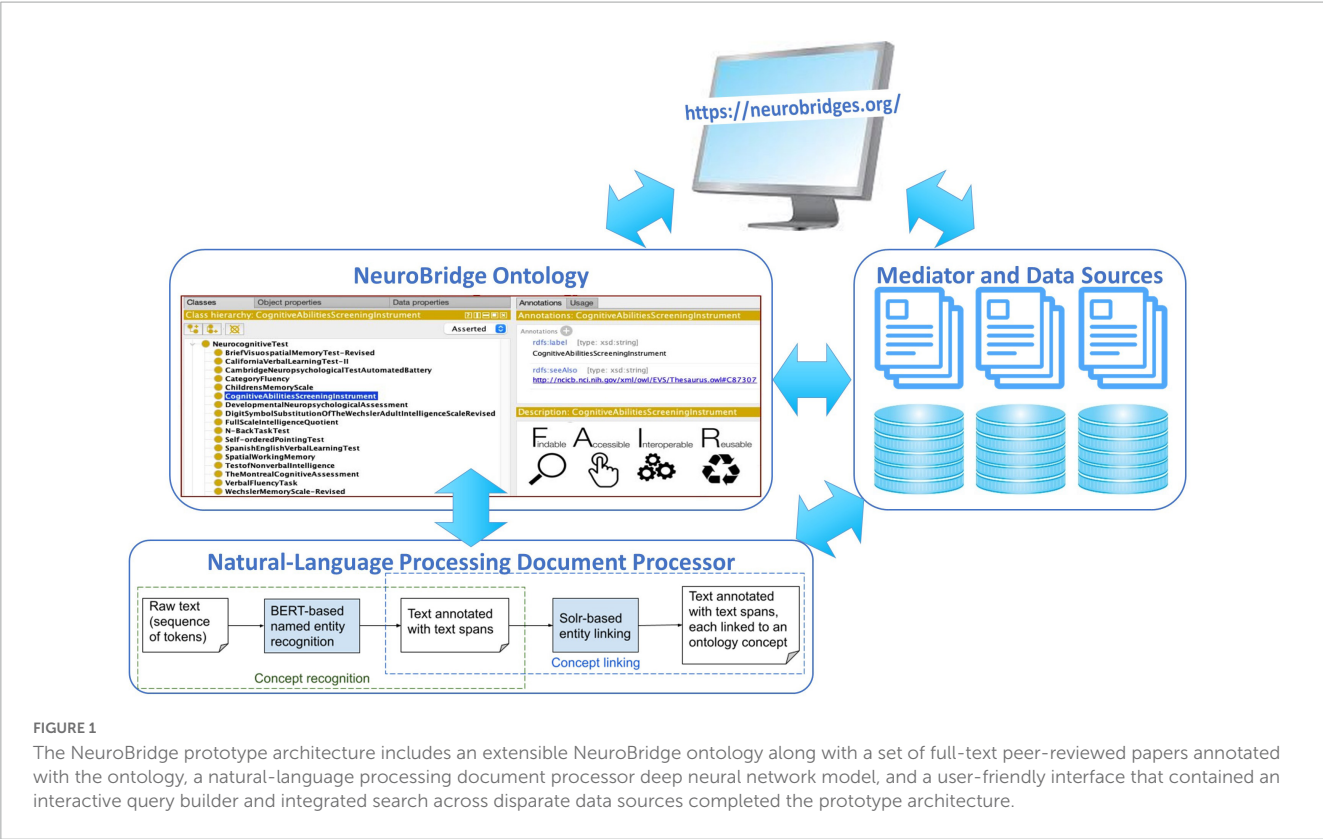 https://neurobridges.org/
NeuroBridge Ontology
Classes
Object properties
Data properties
Class hierarchy: CognitiveAbilitiesScreeningInstrument
Asserted
NeurocognitiveTest
BriefVisuospatialMemoryTest-Revised
CaliforniaVerbalLearningTest-II
CambridgeNeuropsychologicalTestAutomatedBattery
CategoryFluency
ChildrensMemoryScale
CognitiveAbilitiesScreeningInstrument
DevelopmentalNeuropsychologicalAssessment
DigitSymbolSubstitutionOfTheWechslerAdultIntelligenceScaleRevised
FullScaleIntelligenceQuotient
N-BackTaskTest
Self-orderedPointingTest
SpanishEnglishVerbalLearningTest
SpatialWorkingMemory
TestofNonverbalIntelligence
TheMontrealCognitiveAssessment
VerbalFluencyTask
WechslerMemoryScale-Revised
Annotations Usage
Annotations: CognitiveAbilitiesScreeningInstrument
Annotations
rdfs:label [type: xsd:string]
CognitiveAbilitiesScreeningInstrument
rdfs:seeAlso [type: xsd:string]
http://ncicb.nci.nih.gov/xml/owl/EVS/Thesaurus.owl#C87307
Description: CognitiveAbilitiesScreeningInstrument
Findable Accessible Interoperable Reusable
Mediator and Data Sources
Natural-Language Processing Document Processor
Raw text
(sequence
of tokens)
BERT-based
named entity
recognition
Text annotated
with text spans
Solr-based
entity linking
Text annotated
with text spans,
each linked to an
ontology concept
Concept recognition
Concept linking
FIGURE 1
The NeuroBridge prototype architecture includes an extensible NeuroBridge ontology along with a set of full-text peer-reviewed papers annotated
with the ontology, a natural-language processing document processor deep neural network model, and a user-friendly interface that contained an
interactive query builder and integrated search across disparate data sources completed the prototype architecture.